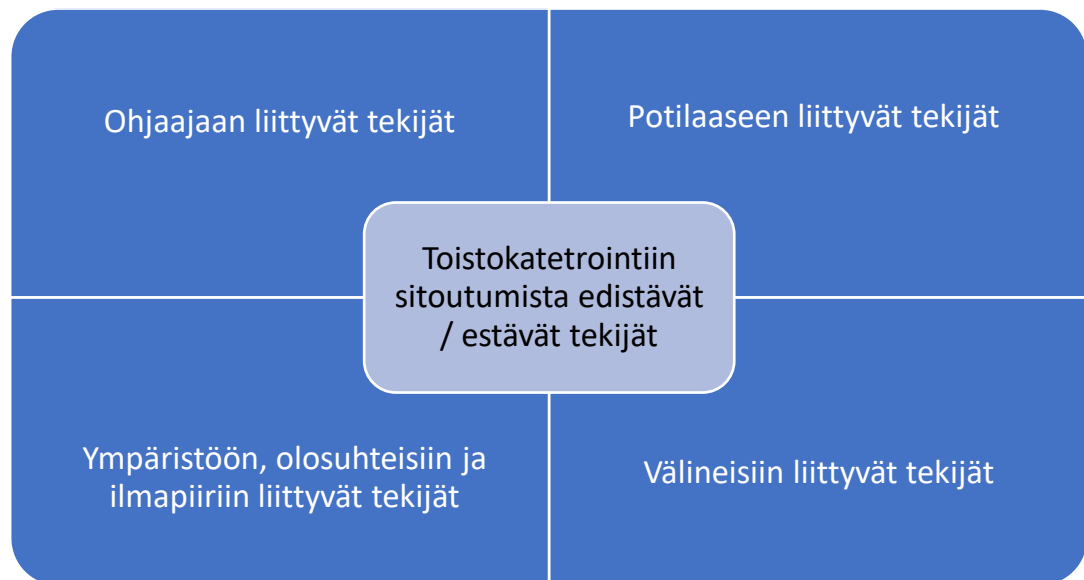 Ohjaajaan liittyvät tekijät
Potilaaseen liittyvät tekijät
Toistokatetrointiin
sitoutumista edistävät
/ estävät tekijät
Ympäristöön, olosuhteisiin ja
ilmapiiriin liittyvät tekijät
Välineisiin liittyvät tekijät